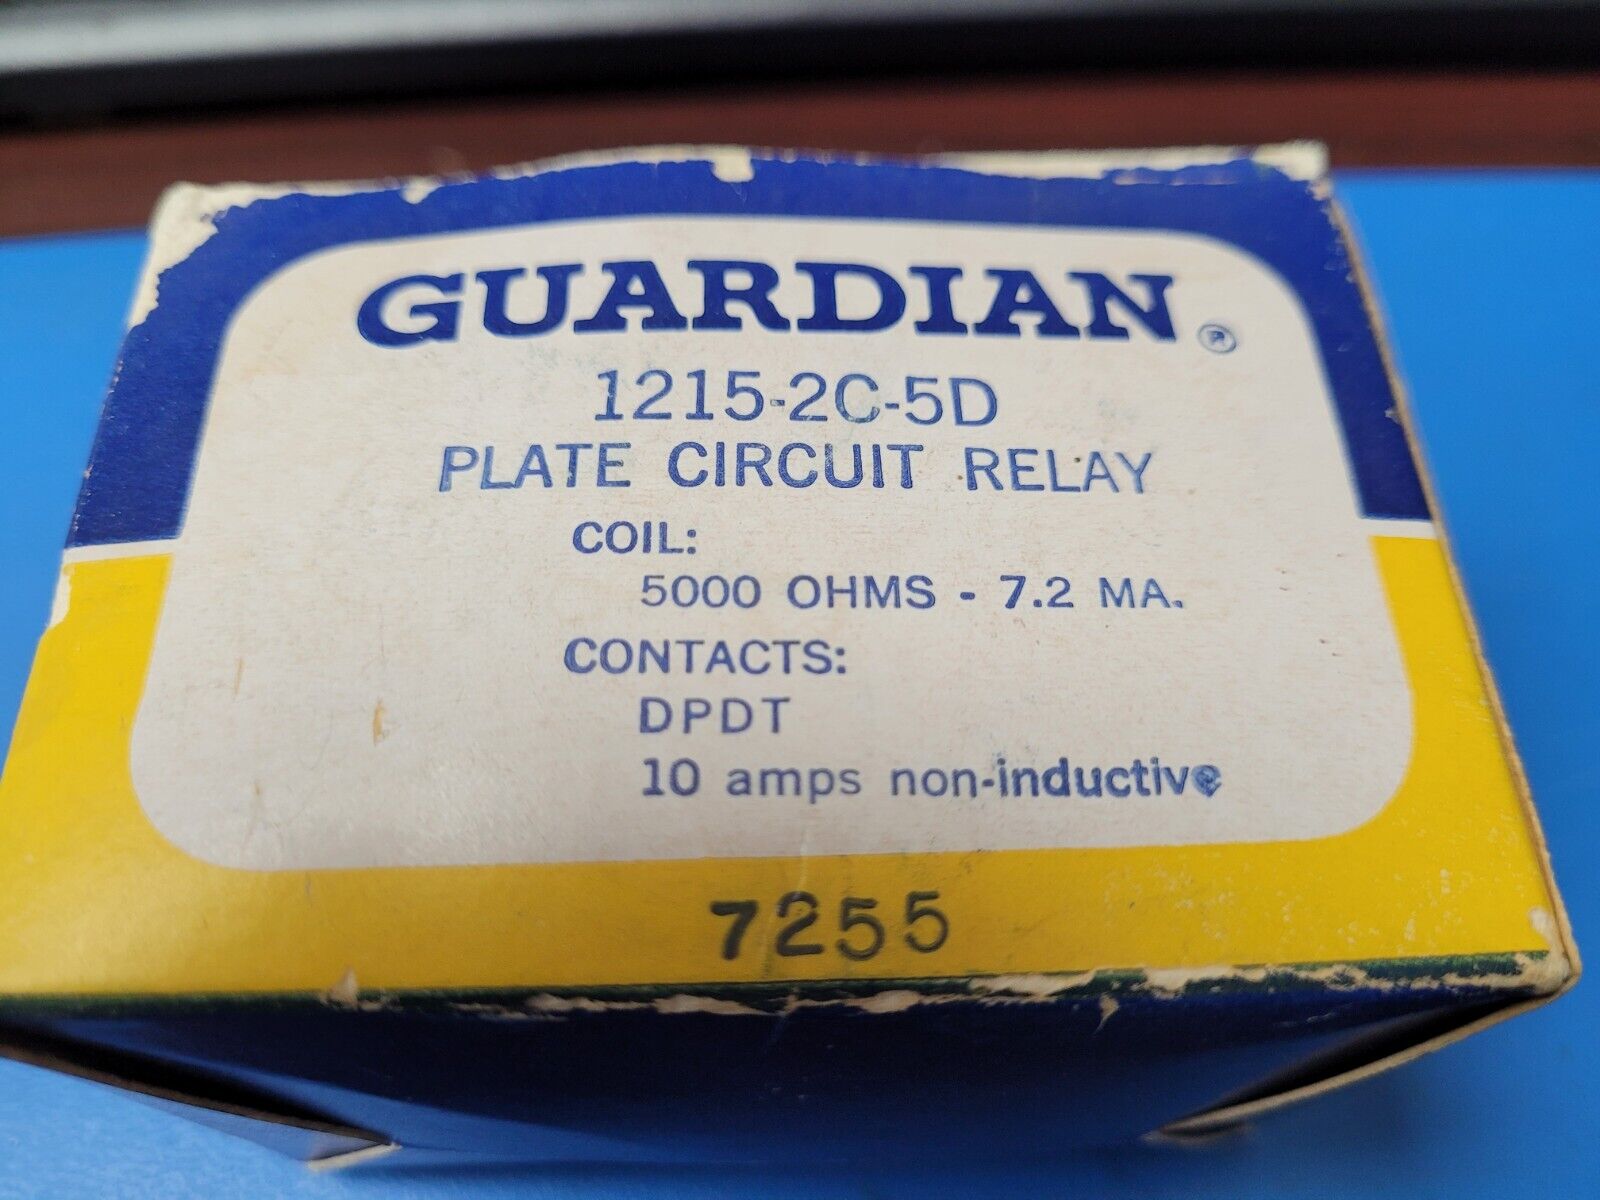 GUARDIAN®
1215-2C-5D
PLATE CIRCUIT RELAY
COIL:
5000 OHMS - 7.2 MA.
CONTACTS:
DPDT
10 amps non-inductive
7255